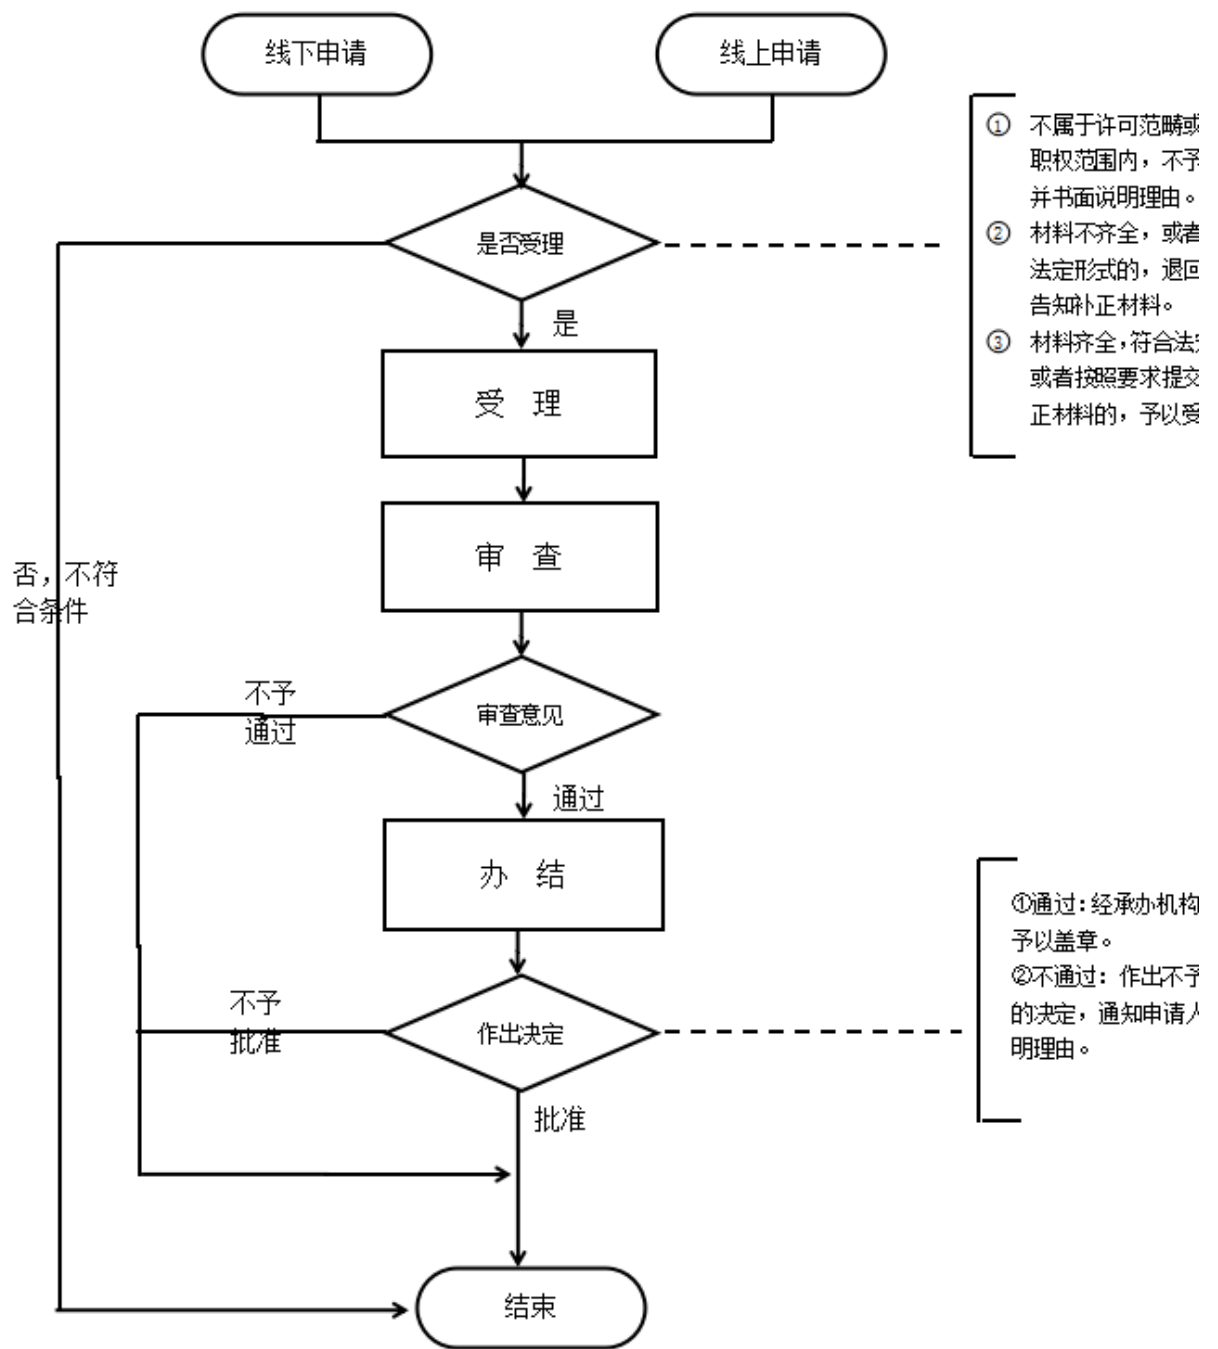 线下申请
线上申请
① 不属于许可范畴或
职权范围内，不予
并书面说明理由。
② 材料不齐全，或者
法定形式的，退回
告知补正材料。
③ 材料齐全，符合法
或者按照要求提交
正材料的，予以受
是否受理
是
受 理
审 查
否，不符
合条件
不予
通过
审查意见
通过
办 结
①通过：经承办机构
予以盖章。
②不通过：作出不予
的决定，通知申请人
明理由。
不予
批准
作出决定
批准
结束